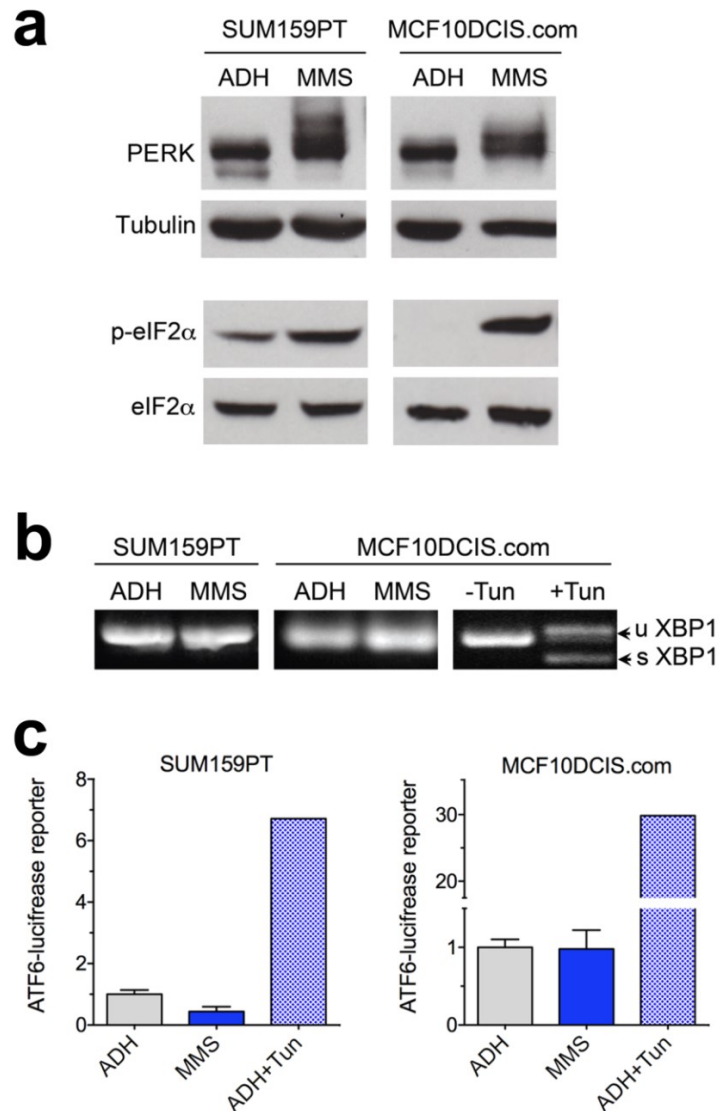 a
SUM159PT MCF10DCIS.com
ADH MMS ADH MMS
PERK
Tubulin
p-eIF2α
eIF2α
b
SUM159PT MCF10DCIS.com
ADH MMS ADH MMS -Tun +Tun
u XBP1
s XBP1
c
SUM159PT
ATF6-lucifrease reporter
8
6
4
2
0
ADH MMS ADH+Tun
MCF10DCIS.com
ATF6-lucifrease reporter
30
20
1
0
ADH MMS ADH+Tun